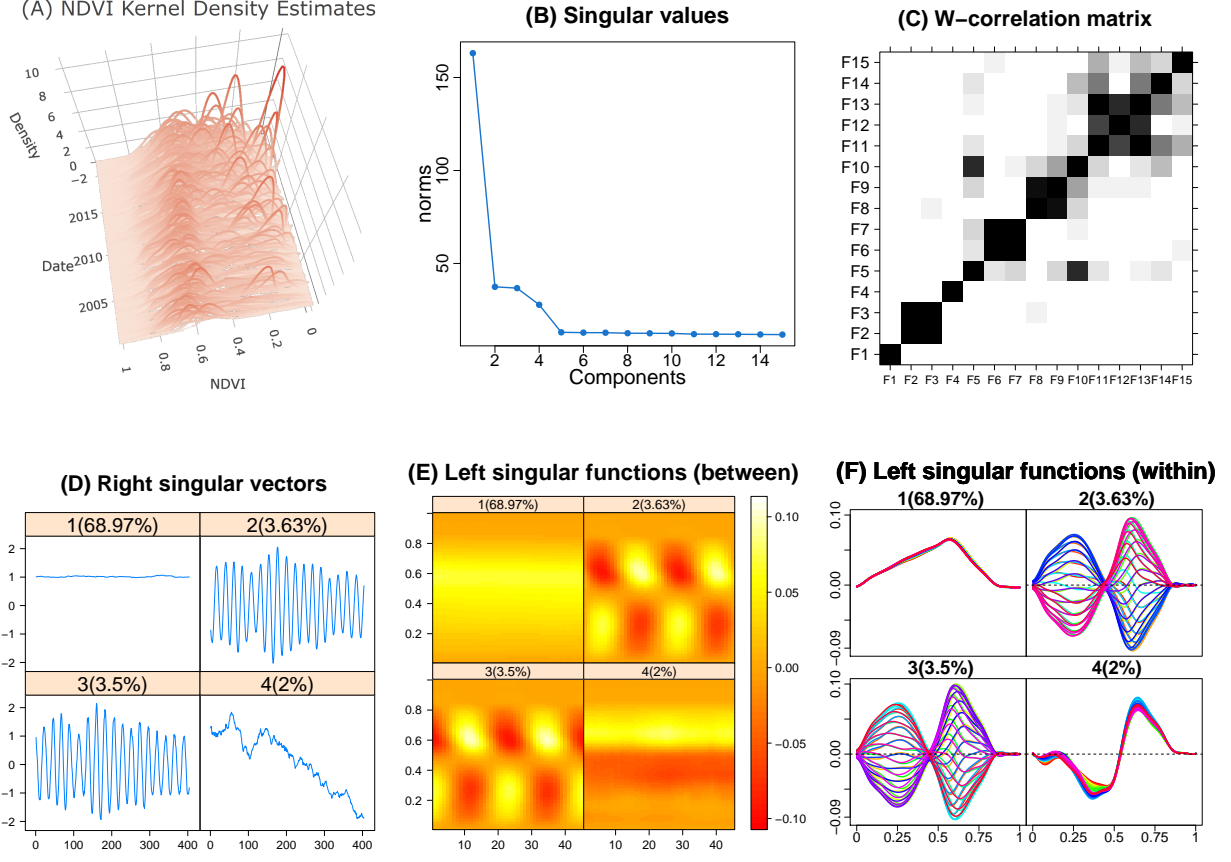 (A) NDVI Kernel Density Estimates
10
8
6
4
2
0
−2
Density
2015
2010
2005
Date
1
0.8
0.6
0.4
0.2
0
NDVI
(B) Singular values
150
100
50
norms
2 4 6 8 10 12 14
Components
(C) W−correlation matrix
F15
F14
F13
F12
F11
F10
F9
F8
F7
F6
F5
F4
F3
F2
F1
F1 F2 F3 F4 F5 F6 F7 F8 F9 F10 F11 F12 F13 F14 F15
(D) Right singular vectors
1(68.97%) 2(3.63%)
2
1
0
−1
−2
3(3.5%) 4(2%)
2
1
0
−1
−2
0 100 200 300 400 0 100 200 300 400
(E) Left singular functions (between)
1(68.97%) 2(3.63%)
0.8
0.6
0.4
0.2
3(3.5%) 4(2%)
0.8
0.6
0.4
0.2
10 20 30 40 10 20 30 40
0.10
0.05
0.00
−0.05
−0.10
(F) Left singular functions (within)
1(68.97%) 2(3.63%)
0.10
0.00
−0.09
3(3.5%) 4(2%)
0.10
0.00
−0.09
0 0.25 0.5 0.75 1 0 0.25 0.5 0.75 1